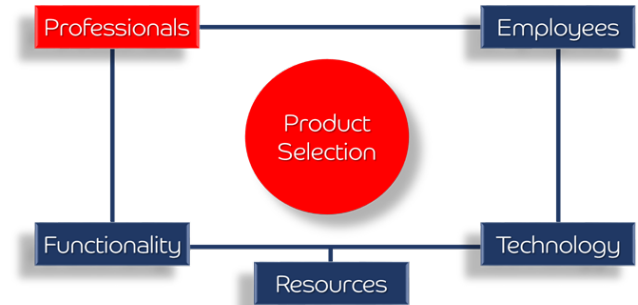 Professionals
Employees
Product
Selection
Functionality
Technology
Resources